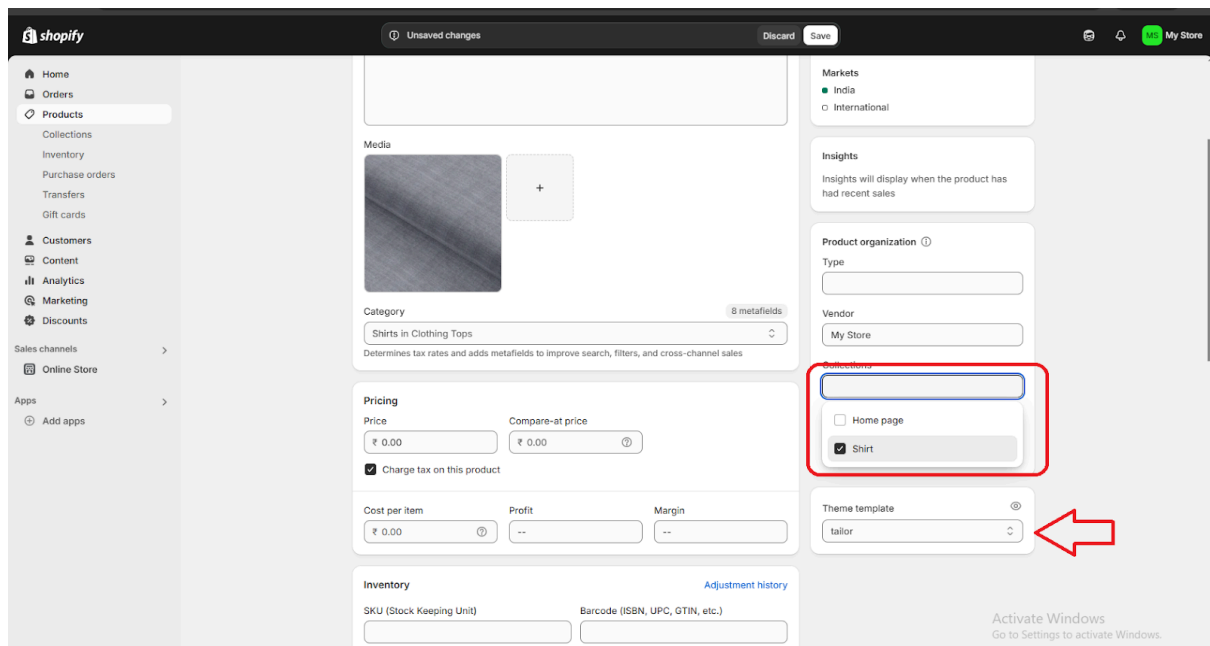 shopify
Unsaved changes
Discard
Save
MS
My Store
Home
Orders
Products
Collections
Inventory
Purchase orders
Transfers
Gift cards
Customers
Content
Analytics
Marketing
Discounts
Sales channels
Online Store
Apps
Add apps
Media
+
Category
8 metafields
Shirts in Clothing Tops
Determines tax rates and adds metafields to improve search, filters, and cross-channel sales
Pricing
Price
Compare-at price
₹ 0.00
₹ 0.00
Charge tax on this product
Cost per item
Profit
Margin
₹ 0.00
--
--
Inventory
Adjustment history
SKU (Stock Keeping Unit)
Barcode (ISBN, UPC, GTIN, etc.)
Markets
India
International
Insights
Insights will display when the product has
had recent sales
Product organization
Type
Vendor
My Store
Collections
Home page
Shirt
Theme template
tailor
Activate Windows
Go to Settings to activate Windows.